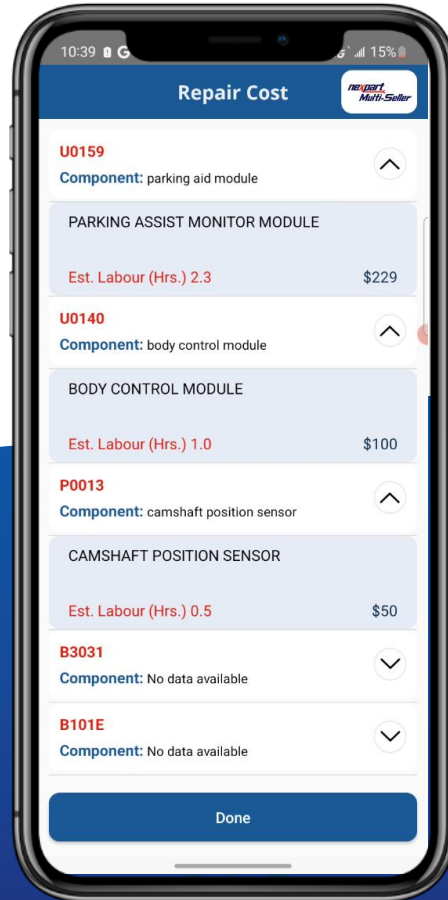 10:39 G 15%
Repair Cost
nexpart
Multi-Seller
U0159
Component: parking aid module
PARKING ASSIST MONITOR MODULE
Est. Labour (Hrs.) 2.3 $229
U0140
Component: body control module
BODY CONTROL MODULE
Est. Labour (Hrs.) 1.0 $100
P0013
Component: camshaft position sensor
CAMSHAFT POSITION SENSOR
Est. Labour (Hrs.) 0.5 $50
B3031
Component: No data available
B101E
Component: No data available
Done